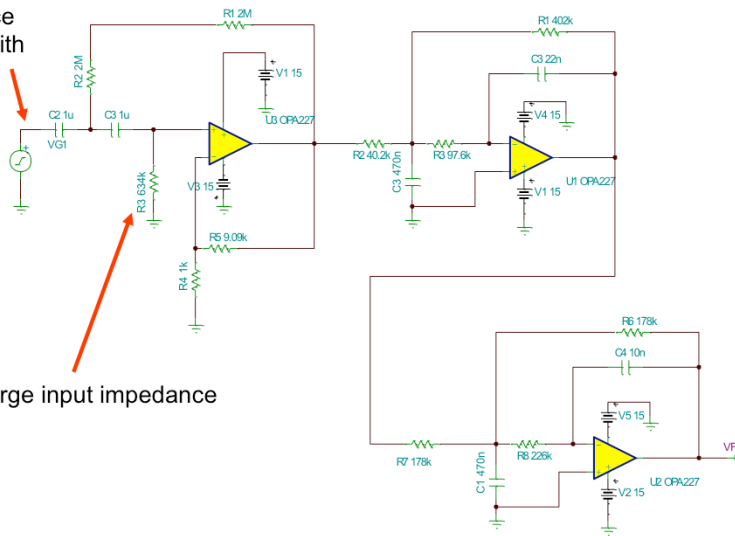 ce
ith
R1 2M
R2 2M
V1 15
U3 OPA227
C2 1u
C3 1u
VG1
R3 634k
V3 15
R5 9.09k
R4 1k
R1 402k
C3 22n
V4 15
R2 40.2k
R3 97.6k
C3 470n
U1 OPA227
V1 15
rge input impedance
R6 178k
C4 10n
V5 15
R7 178k
R8 226k
C1 470n
U2 OPA227
V2 15
VF